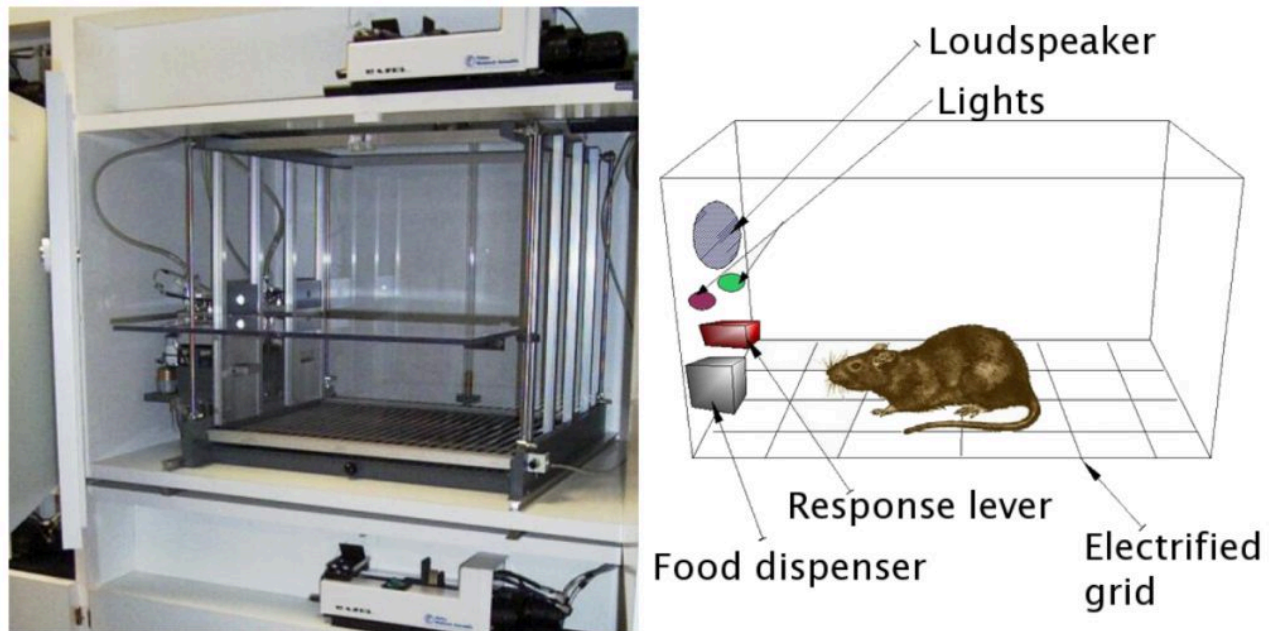 Loudspeaker
Lights
Response lever
Food dispenser
Electrified
grid